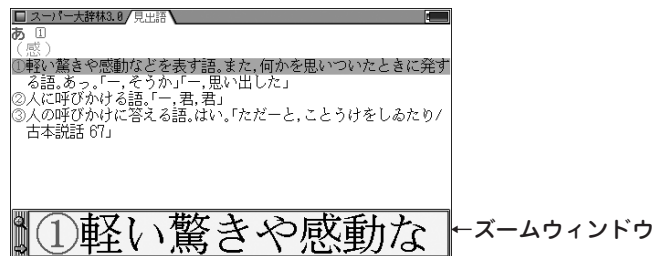 スーパー大辞林3.0 見出語
あ 1
(感)
①軽い驚きや感動などを表す語。また,何かを思いついたときに発す
る語。あっ。「―,そうか」「―,思い出した」
②人に呼びかける語。「―,君,君」
③人の呼びかけに答える語。はい。「ただ―と,ことうけをしゐたり/
古本説話 67」
①軽い驚きや感動な
←ズームウィンドウ